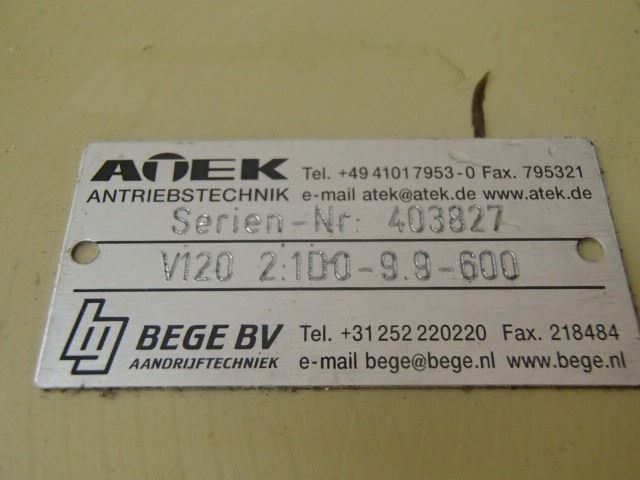 ATEK Tel. +49 4101 7953-0 Fax. 795321
ANTRIEBSTECHNIK e-mail atek@atek.de www.atek.de
Serien-Nr: 403827
V120 2:1D0-9.9-600
BEGE BV Tel. +31 252 220220 Fax. 218484
AANDRIJFTECHNIEK e-mail bege@bege.nl www.bege.nl